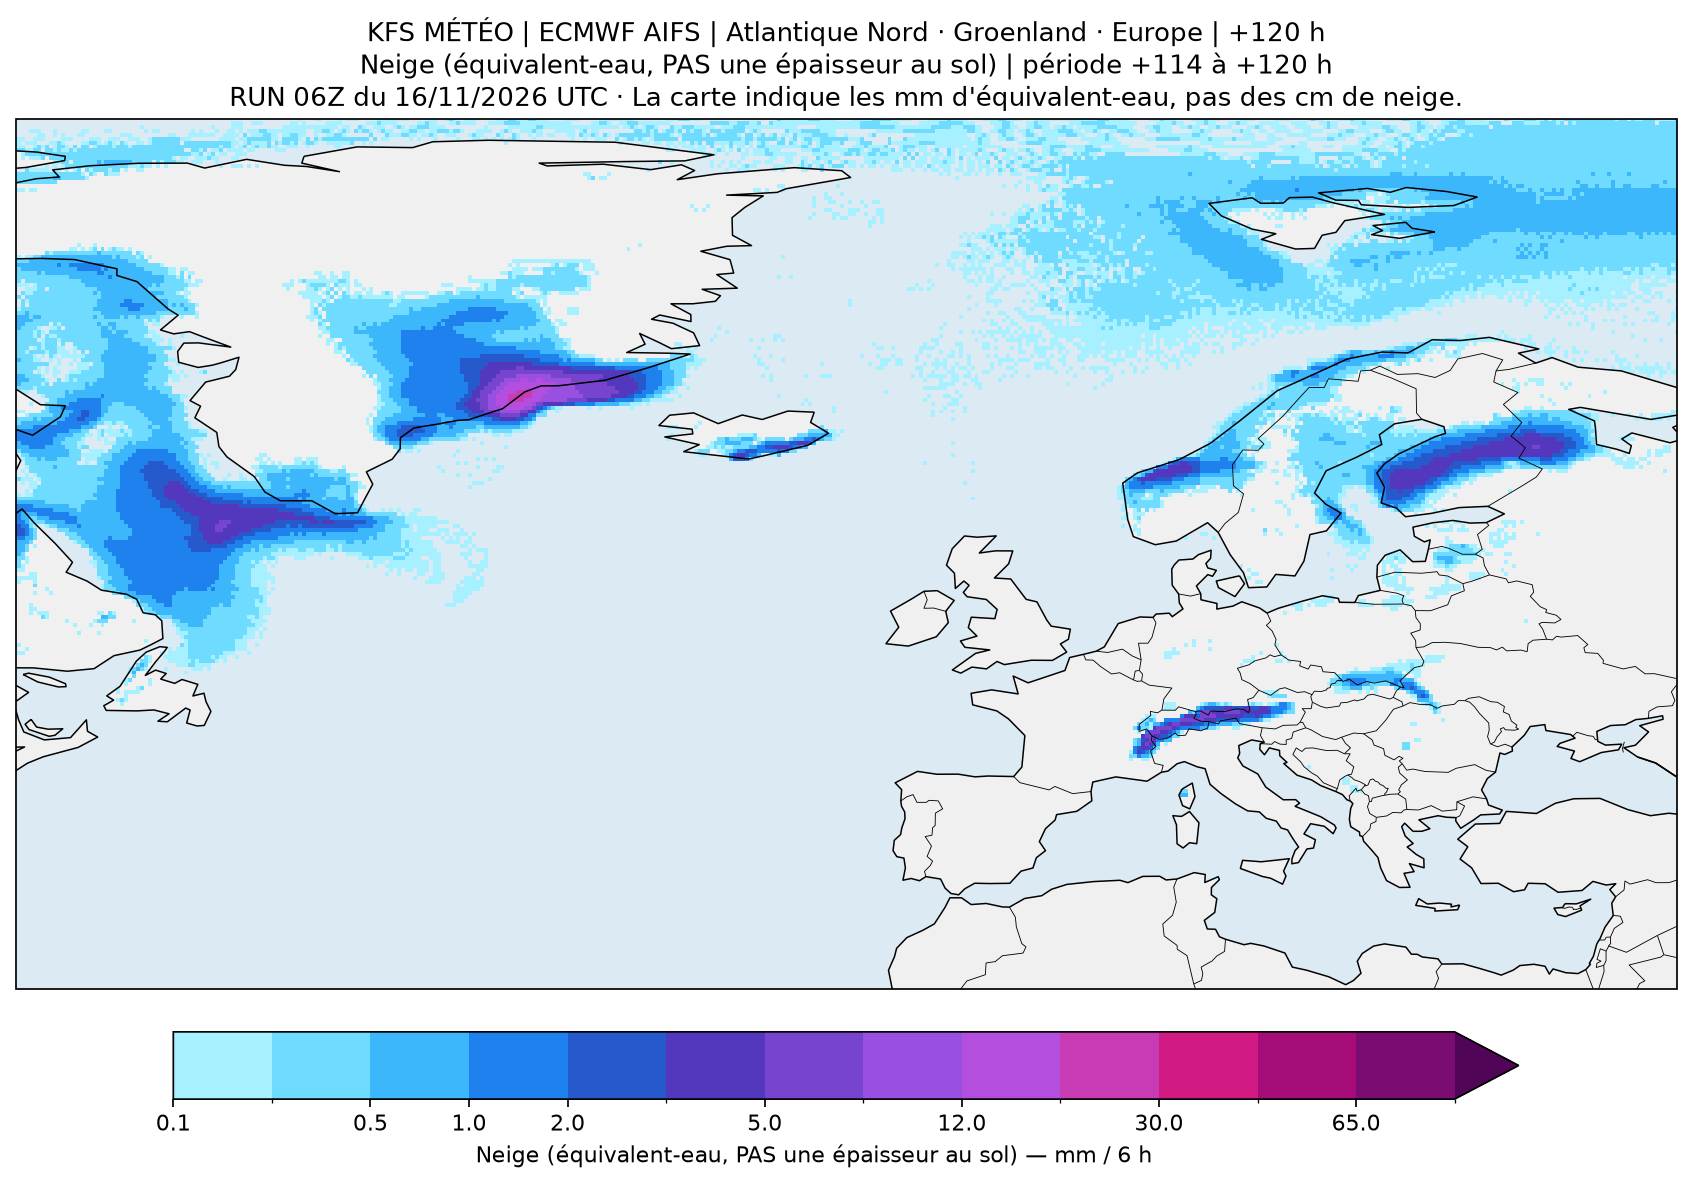 KFS MÉTÉO | ECMWF AIFS | Atlantique Nord · Groenland · Europe | +120 h
Neige (équivalent-eau, PAS une épaisseur au sol) | période +114 à +120 h
RUN 06Z du 16/11/2026 UTC · La carte indique les mm d'équivalent-eau, pas des cm de neige.
0.1 0.5 1.0 2.0 5.0 12.0 30.0 65.0
Neige (équivalent-eau, PAS une épaisseur au sol) — mm / 6 h